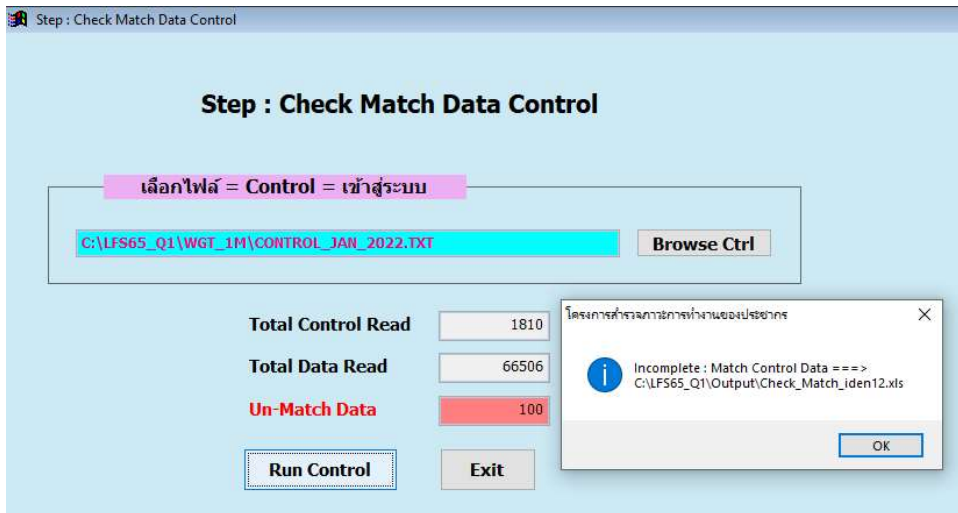 Step : Check Match Data Control
Step : Check Match Data Control
เลือกไฟล์ = Control = เข้าสู่ระบบ
C:\LFS65_Q1\WGT_1M\CONTROL_JAN_2022.TXT
Browse Ctrl
Total Control Read 1810
Total Data Read 66506
Un-Match Data 100
Run Control Exit
โครงการสำรวจภาวะการทำงานของประชากร
Incomplete : Match Control Data ===>
C:\LFS65_Q1\Output\Check_Match_iden12.xls
OK